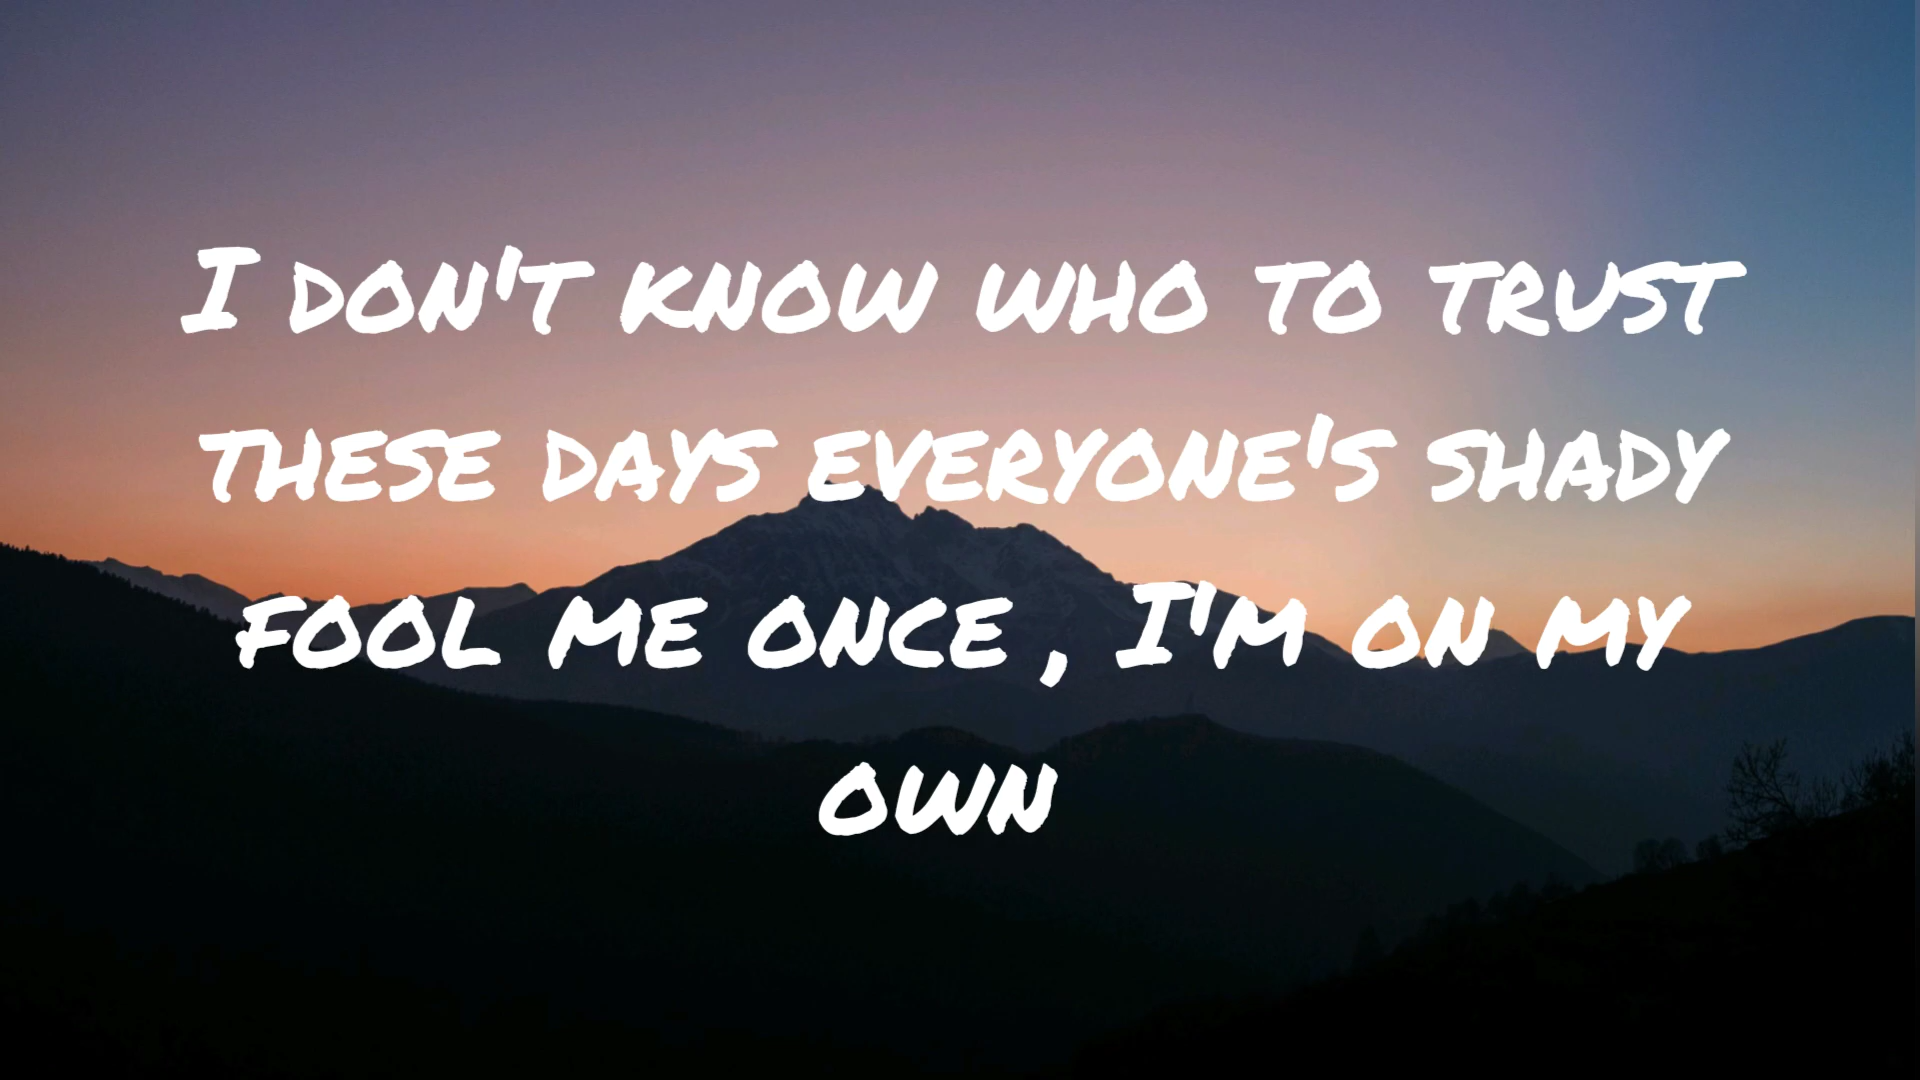 I DON'T KNOW WHO TO TRUST
THESE DAYS EVERYONE'S SHADY
FOOL ME ONCE , I'M ON MY
OWN